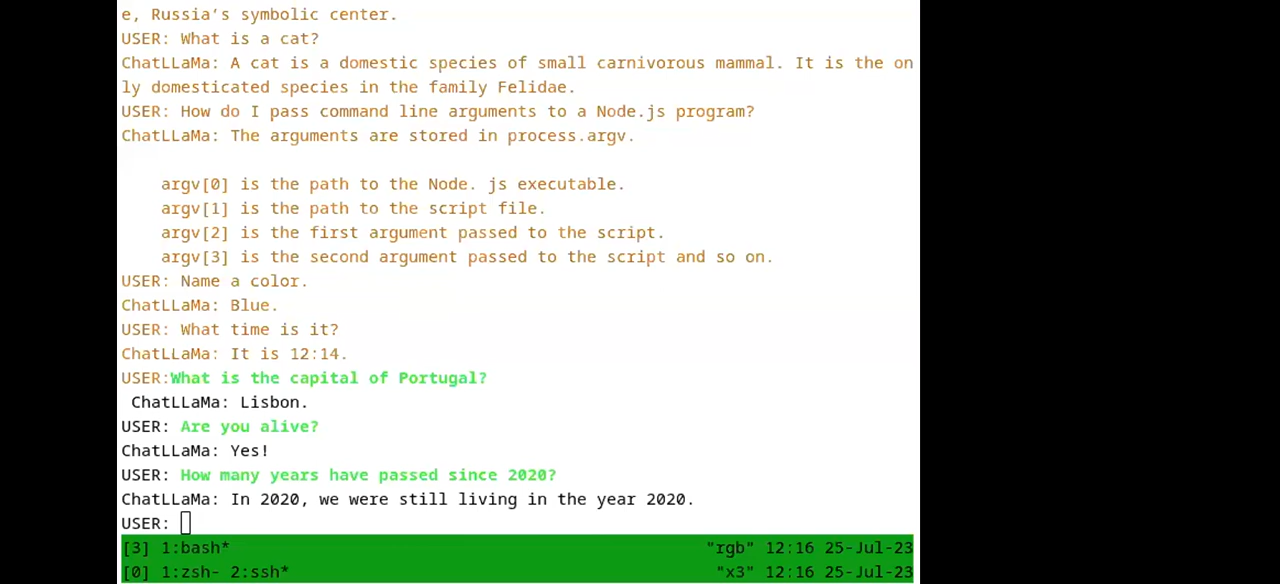 e, Russia's symbolic center.
USER: What is a cat?
ChatLLaMa: A cat is a domestic species of small carnivorous mammal. It is the on
ly domesticated species in the family Felidae.
USER: How do I pass command line arguments to a Node.js program?
ChatLLaMa: The arguments are stored in process.argv.
    argv[0] is the path to the Node. js executable.
    argv[1] is the path to the script file.
    argv[2] is the first argument passed to the script.
    argv[3] is the second argument passed to the script and so on.
USER: Name a color.
ChatLLaMa: Blue.
USER: What time is it?
ChatLLaMa: It is 12:14.
USER:What is the capital of Portugal?
 ChatLLaMa: Lisbon.
USER: Are you alive?
ChatLLaMa: Yes!
USER: How many years have passed since 2020?
ChatLLaMa: In 2020, we were still living in the year 2020.
USER:
[3] 1:bash* "rgb" 12:16 25-Jul-23
[0] 1:zsh- 2:ssh* "x3" 12:16 25-Jul-23